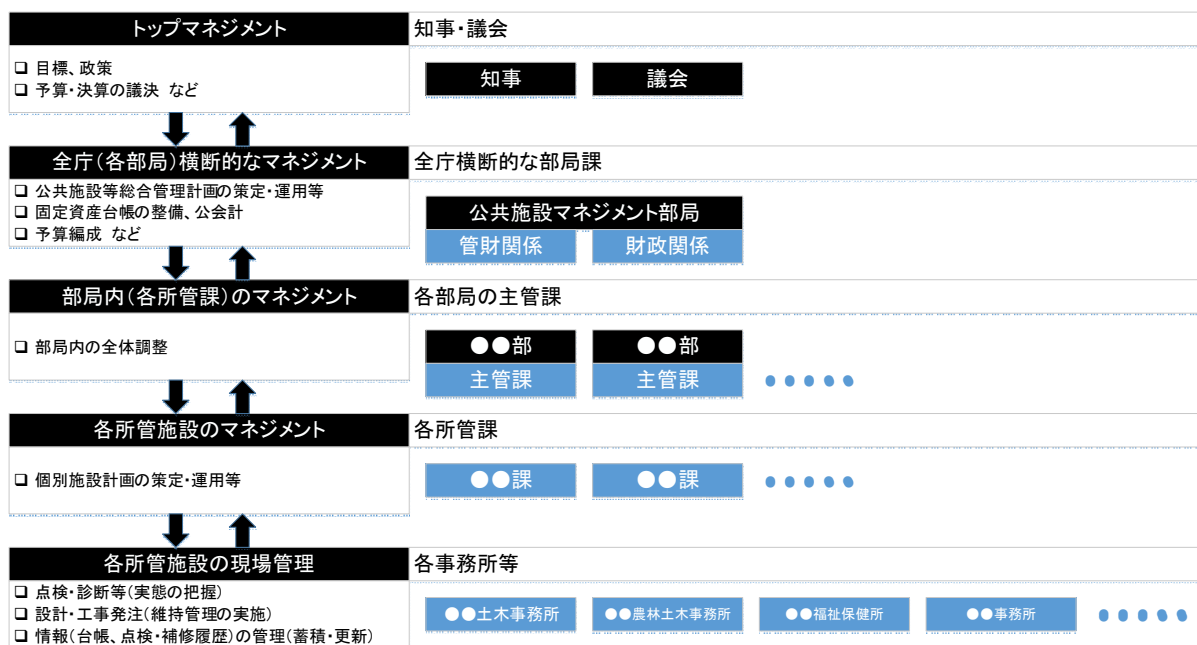 トップマネジメント
知事・議会
❑ 目標、政策
❑ 予算・決算の議決 など
知事
議会
全庁(各部局)横断的なマネジメント
全庁横断的な部局課
❑ 公共施設等総合管理計画の策定・運用等
❑ 固定資産台帳の整備、公会計
❑ 予算編成 など
公共施設マネジメント部局
管財関係
財政関係
部局内(各所管課)のマネジメント
各部局の主管課
❑ 部局内の全体調整
●●部
●●部
主管課
主管課
●●●●●
各所管施設のマネジメント
各所管課
❑ 個別施設計画の策定・運用等
●●課
●●課
●●●●●
各所管施設の現場管理
各事務所等
❑ 点検・診断等(実態の把握)
❑ 設計・工事発注(維持管理の実施)
❑ 情報(台帳、点検・補修履歴)の管理(蓄積・更新)
●●土木事務所
●●農林土木事務所
●●福祉保健所
●●事務所
●●●●●